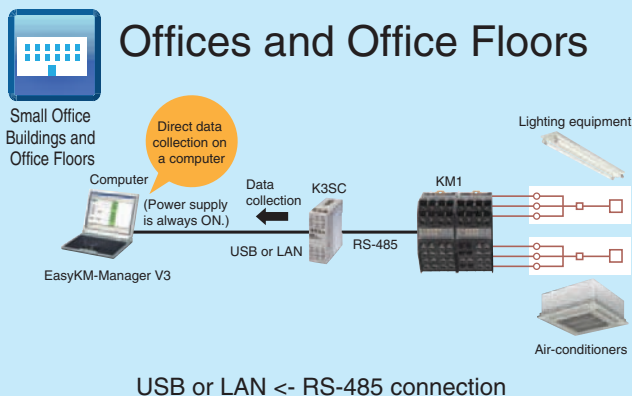 Offices and Office Floors
Small Office
Buildings and
Office Floors
Direct data
collection on
a computer
Computer
(Power supply
is always ON.)
EasyKM-Manager V3
Data
collection
USB or LAN
K3SC
RS-485
KM1
Lighting equipment
Air-conditioners
USB or LAN <- RS-485 connection